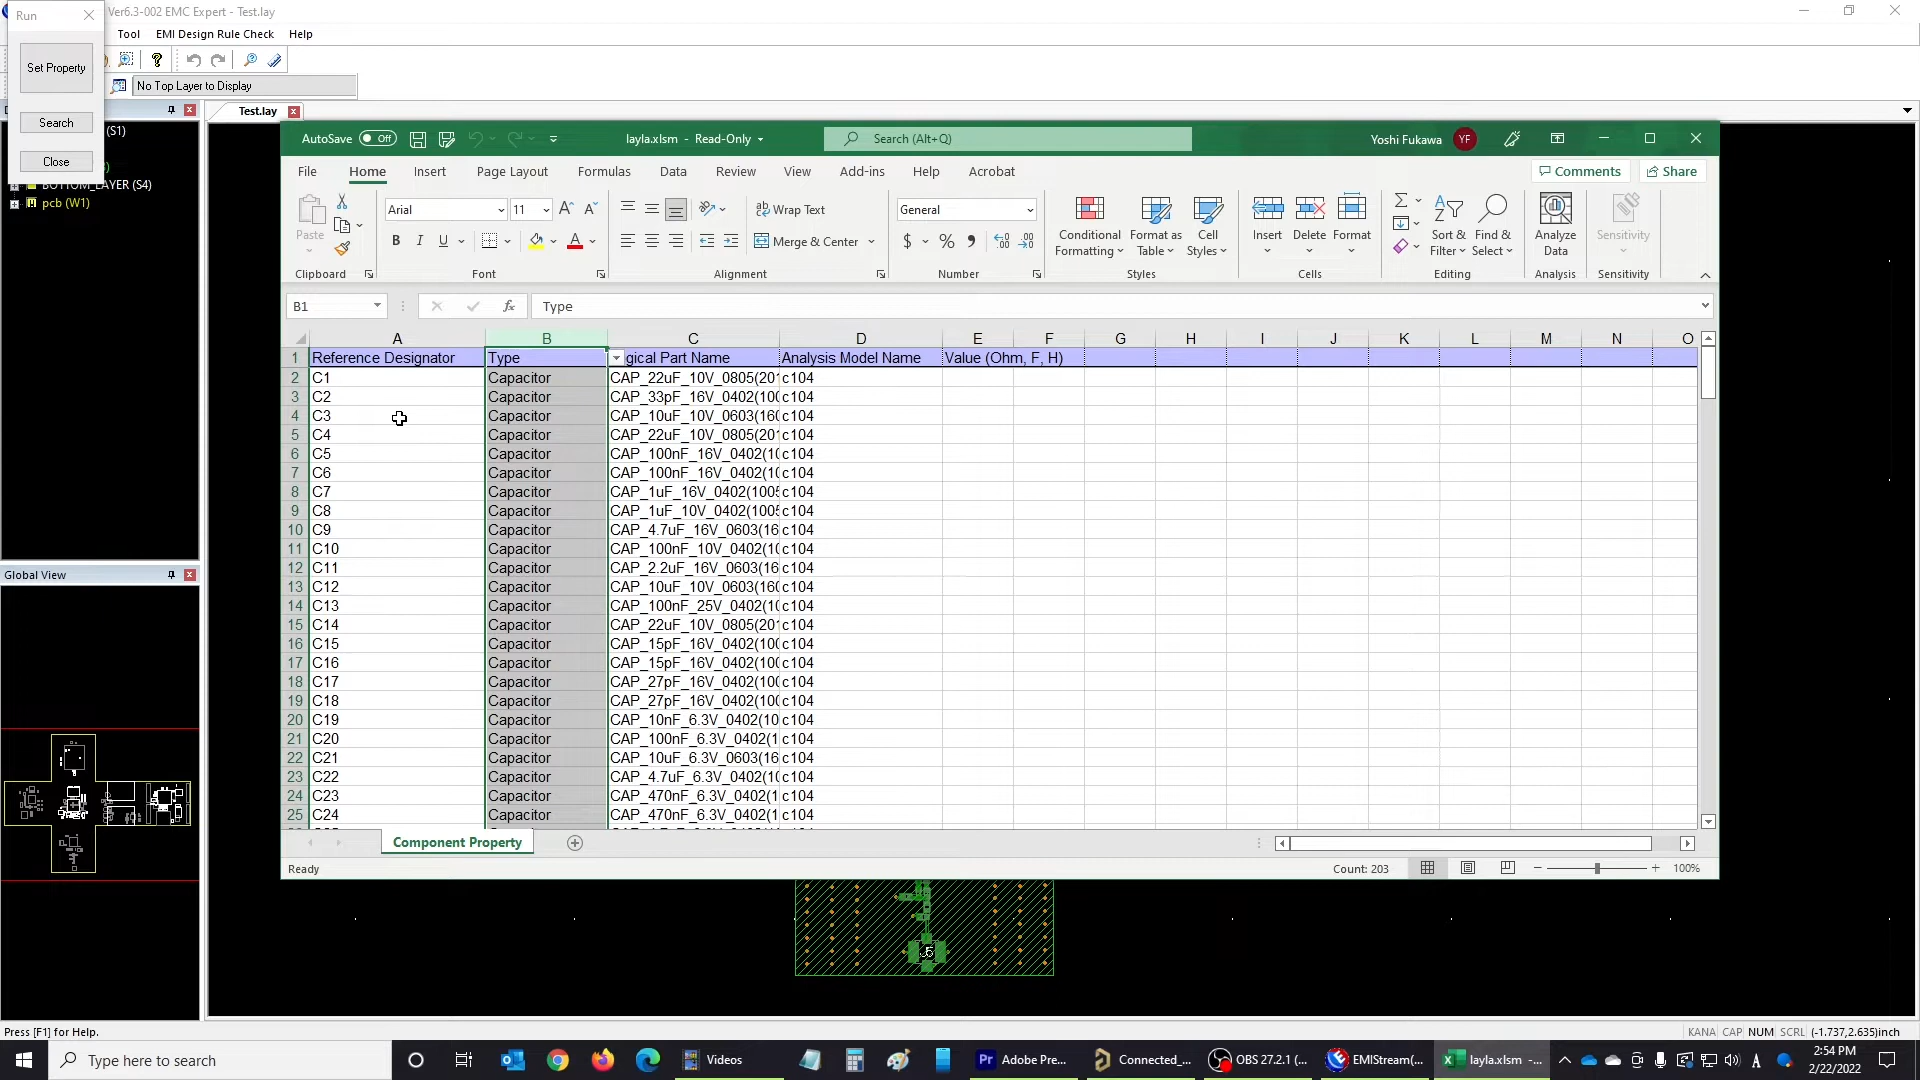 Run
Ver6.3-002 EMC Expert - Test.lay
Tool EMI Design Rule Check Help
Set Property
No Top Layer to Display
Search
Close
Test.lay
(S1)
BOTTOM_LAYER (S4)
pcb (W1)
AutoSave Off layla.xlsm - Read-Only Search (Alt+Q) Yoshi Fukawa YF
File Home Insert Page Layout Formulas Data Review View Add-ins Help Acrobat Comments Share
Paste Arial 11 Wrap Text General
B I U Merge & Center $ % Conditional Formatting Format as Table Cell Styles Insert Delete Format Sort & Filter Find & Select Analyze Data Sensitivity
Clipboard Font Alignment Number Styles Cells Editing Analysis Sensitivity
B1 fx Type
A B C D E F G H I J K L M N O
1 Reference Designator Type gical Part Name Analysis Model Name Value (Ohm, F, H)
2 C1 Capacitor CAP_22uF_10V_0805(201 c104
3 C2 Capacitor CAP_33pF_16V_0402(100 c104
4 C3 Capacitor CAP_10uF_10V_0603(160 c104
5 C4 Capacitor CAP_22uF_10V_0805(201 c104
6 C5 Capacitor CAP_100nF_16V_0402(10 c104
7 C6 Capacitor CAP_100nF_16V_0402(10 c104
8 C7 Capacitor CAP_1uF_16V_0402(1005 c104
9 C8 Capacitor CAP_1uF_10V_0402(1005 c104
10 C9 Capacitor CAP_4.7uF_16V_0603(16 c104
11 C10 Capacitor CAP_100nF_10V_0402(10 c104
12 C11 Capacitor CAP_2.2uF_16V_0603(16 c104
13 C12 Capacitor CAP_10uF_10V_0603(160 c104
14 C13 Capacitor CAP_100nF_25V_0402(10 c104
15 C14 Capacitor CAP_22uF_10V_0805(201 c104
16 C15 Capacitor CAP_15pF_16V_0402(100 c104
17 C16 Capacitor CAP_15pF_16V_0402(100 c104
18 C17 Capacitor CAP_27pF_16V_0402(100 c104
19 C18 Capacitor CAP_27pF_16V_0402(100 c104
20 C19 Capacitor CAP_10nF_6.3V_0402(10 c104
21 C20 Capacitor CAP_100nF_6.3V_0402(1 c104
22 C21 Capacitor CAP_10uF_6.3V_0603(16 c104
23 C22 Capacitor CAP_4.7uF_6.3V_0402(10 c104
24 C23 Capacitor CAP_470nF_6.3V_0402(1 c104
25 C24 Capacitor CAP_470nF_6.3V_0402(1 c104
Component Property
Ready Count: 203 100%
Global View
J5
Press [F1] for Help. KANA CAP NUM SCRL (-1.737,2.635)inch
Type here to search Videos Adobe Pre... Connected_... OBS 27.2.1 (... EMIStream(... layla.xlsm -... 2:54 PM
2/22/2022